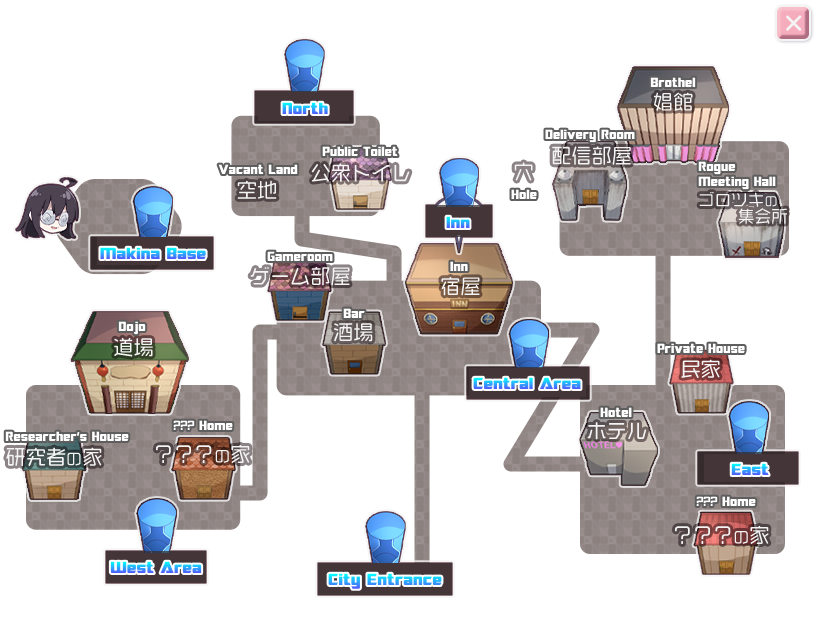 North
Public Toilet
公衆トイレ
Vacant Land
空地
Brothel
娼館
Delivery Room
配信部屋
穴
Hole
Rogue
Meeting Hall
ゴロツキの
集会所
Makina Base
Inn
Inn
宿屋
INN
Gameroom
ゲーム部屋
Bar
酒場
Central Area
Dojo
道場
Researcher's House
研究者の家
??? Home
???の家
West Area
City Entrance
Private House
民家
Hotel
ホテル
HOTEL
East
??? Home
???の家